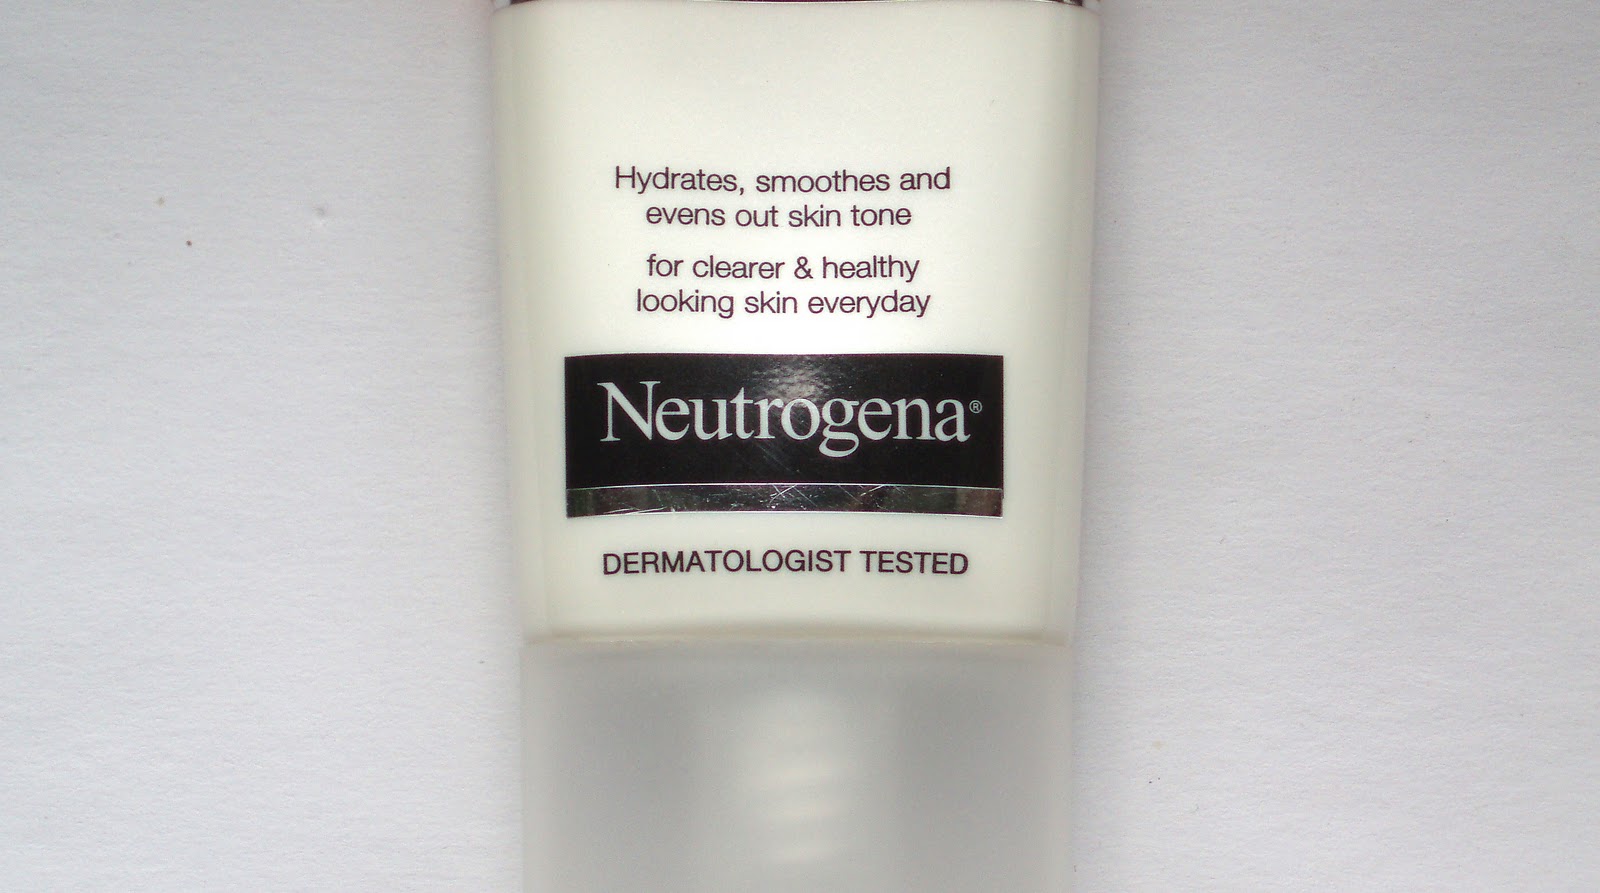 Hydrates, smoothes and
evens out skin tone
for clearer & healthy
looking skin everyday
Neutrogena®
DERMATOLOGIST TESTED